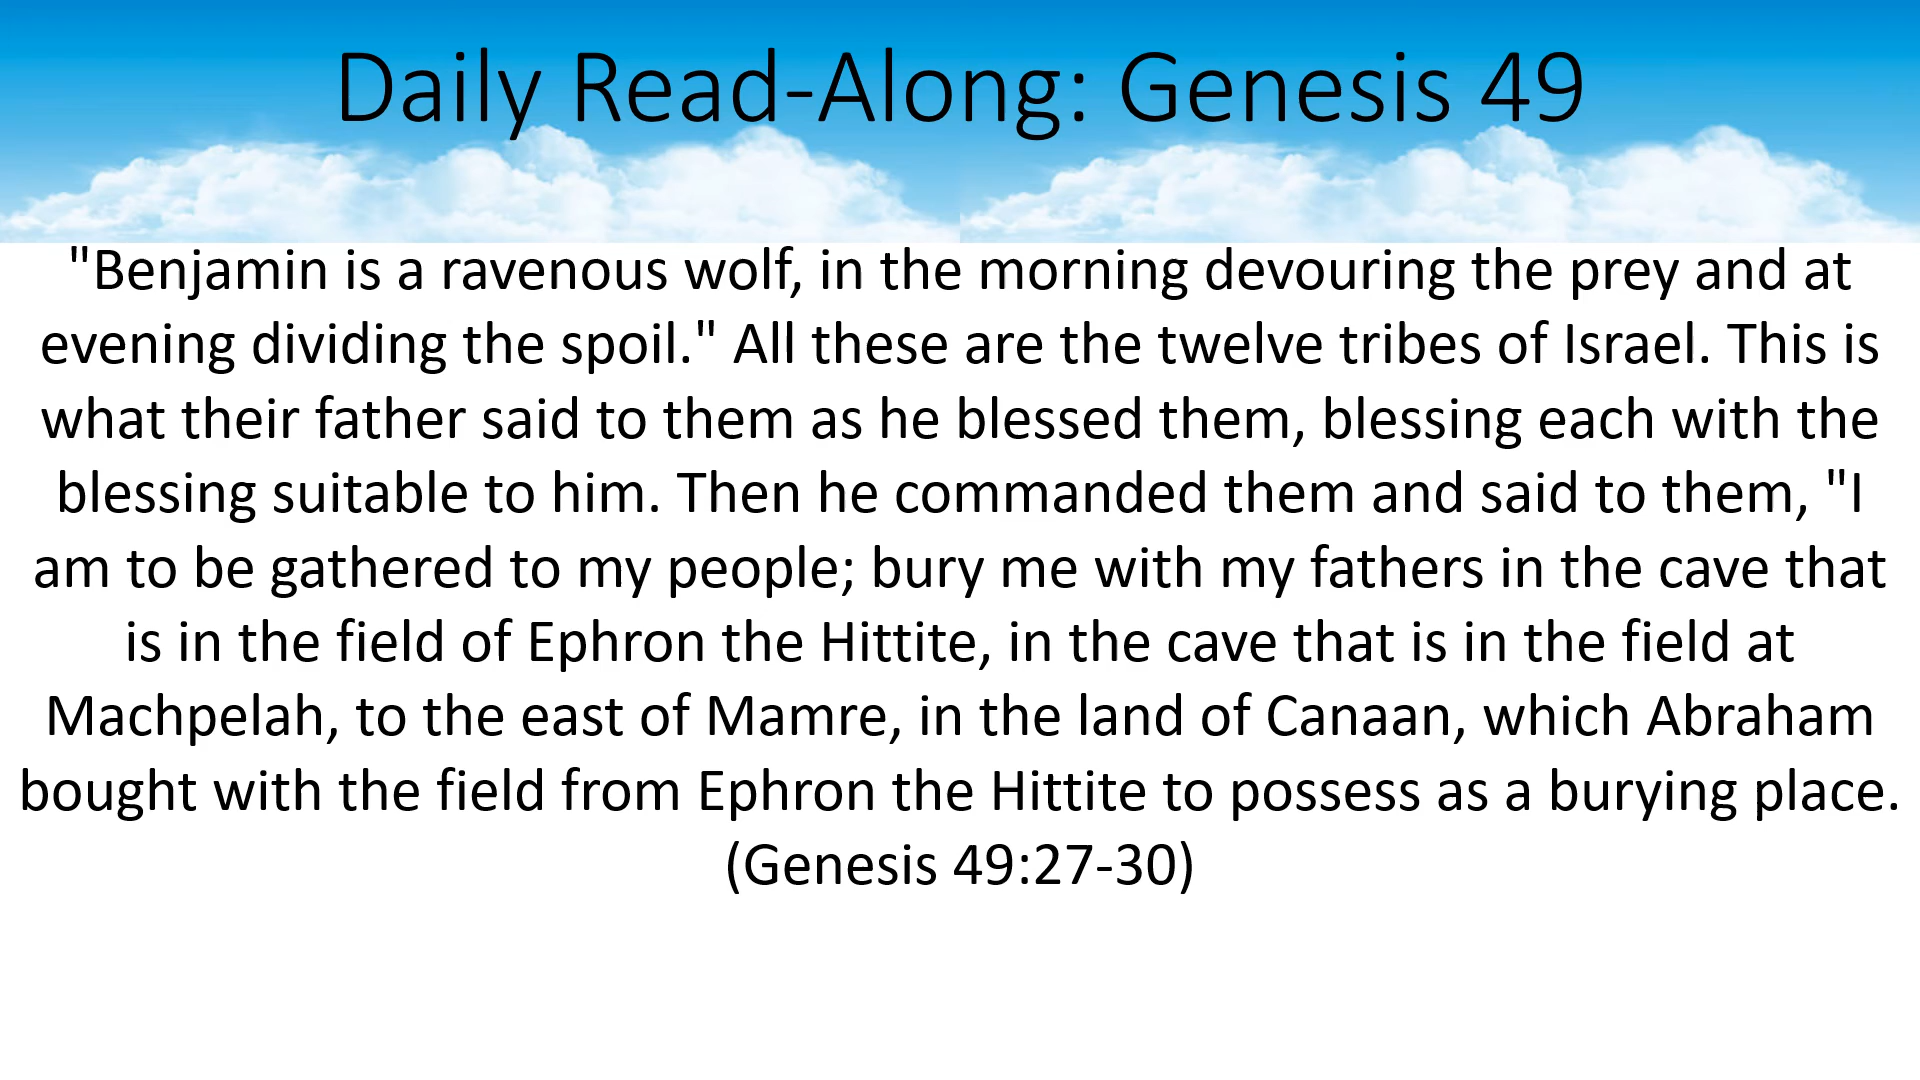 Daily Read-Along: Genesis 49
"Benjamin is a ravenous wolf, in the morning devouring the prey and at
evening dividing the spoil." All these are the twelve tribes of Israel. This is
what their father said to them as he blessed them, blessing each with the
blessing suitable to him. Then he commanded them and said to them, "I
am to be gathered to my people; bury me with my fathers in the cave that
is in the field of Ephron the Hittite, in the cave that is in the field at
Machpelah, to the east of Mamre, in the land of Canaan, which Abraham
bought with the field from Ephron the Hittite to possess as a burying place.
(Genesis 49:27-30)